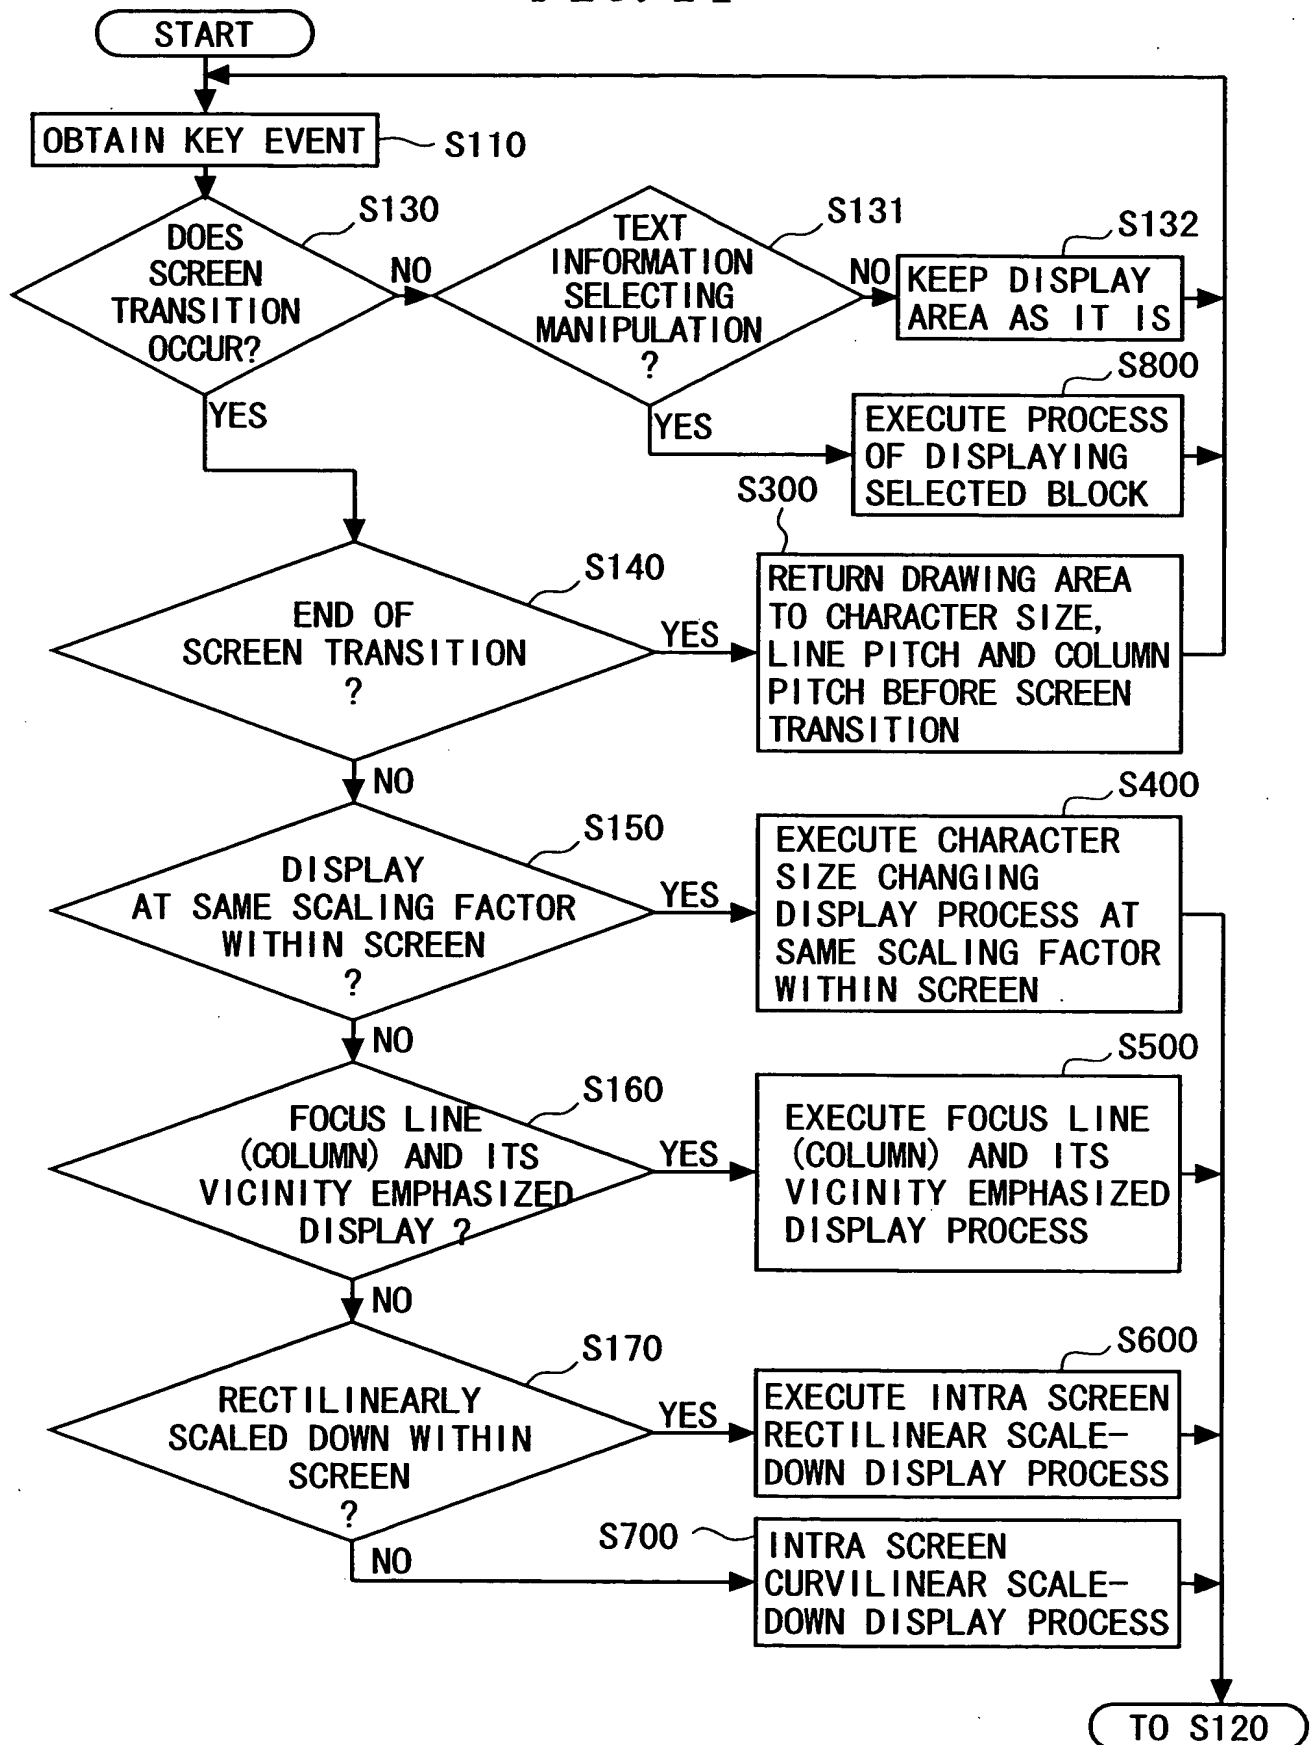 START
OBTAIN KEY EVENT
S110
S130
DOES
SCREEN
TRANSITION
OCCUR?
NO
YES
S131
TEXT
INFORMATION
SELECTING
MANIPULATION
?
NO
YES
S132
KEEP DISPLAY
AREA AS IT IS
S800
EXECUTE PROCESS
OF DISPLAYING
SELECTED BLOCK
S140
END OF
SCREEN TRANSITION
?
YES
NO
S300
RETURN DRAWING AREA
TO CHARACTER SIZE,
LINE PITCH AND COLUMN
PITCH BEFORE SCREEN
TRANSITION
S150
DISPLAY
AT SAME SCALING FACTOR
WITHIN SCREEN
?
YES
NO
S400
EXECUTE CHARACTER
SIZE CHANGING
DISPLAY PROCESS AT
SAME SCALING FACTOR
WITHIN SCREEN
S160
FOCUS LINE
(COLUMN) AND ITS
VICINITY EMPHASIZED
DISPLAY ?
YES
NO
S500
EXECUTE FOCUS LINE
(COLUMN) AND ITS
VICINITY EMPHASIZED
DISPLAY PROCESS
S170
RECTILINEARLY
SCALED DOWN WITHIN
SCREEN
?
YES
NO
S600
EXECUTE INTRA SCREEN
RECTILINEAR SCALE-
DOWN DISPLAY PROCESS
S700
INTRA SCREEN
CURVILINEAR SCALE-
DOWN DISPLAY PROCESS
TO S120